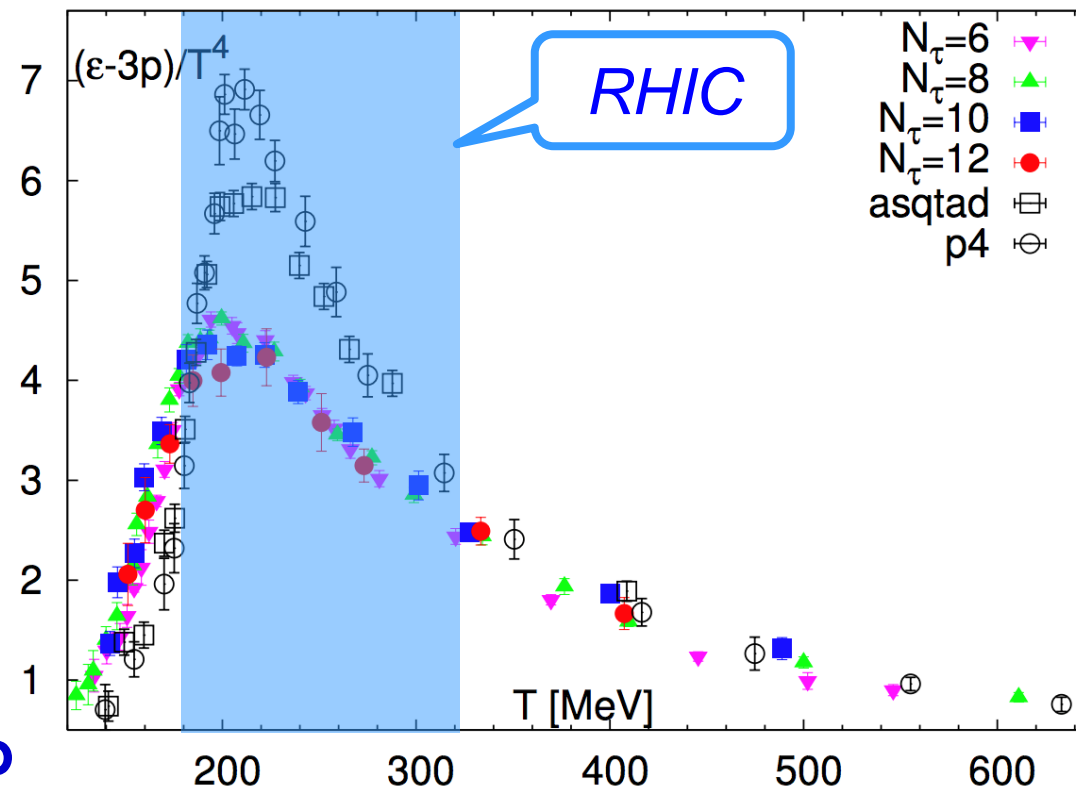 (ε-3p)/T⁴
RHIC
N_τ=6
N_τ=8
N_τ=10
N_τ=12
asqtad
p4
7
6
5
4
3
2
1
T [MeV]
200 300 400 500 600